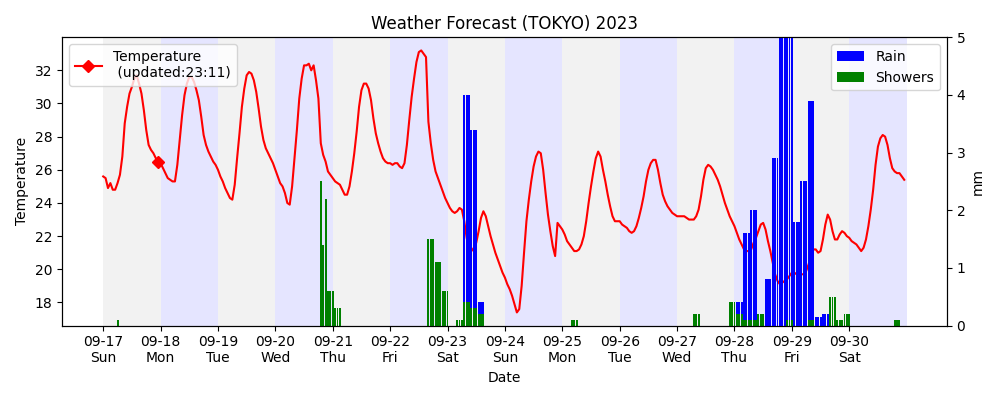 Weather Forecast (TOKYO) 2023
Temperature
(updated:23:11)
Rain
Showers
Temperature
32
30
28
26
24
22
20
18
5
4
3
2
1
0
mm
09-17 09-18 09-19 09-20 09-21 09-22 09-23 09-24 09-25 09-26 09-27 09-28 09-29 09-30
Sun Mon Tue Wed Thu Fri Sat Sun Mon Tue Wed Thu Fri Sat
Date